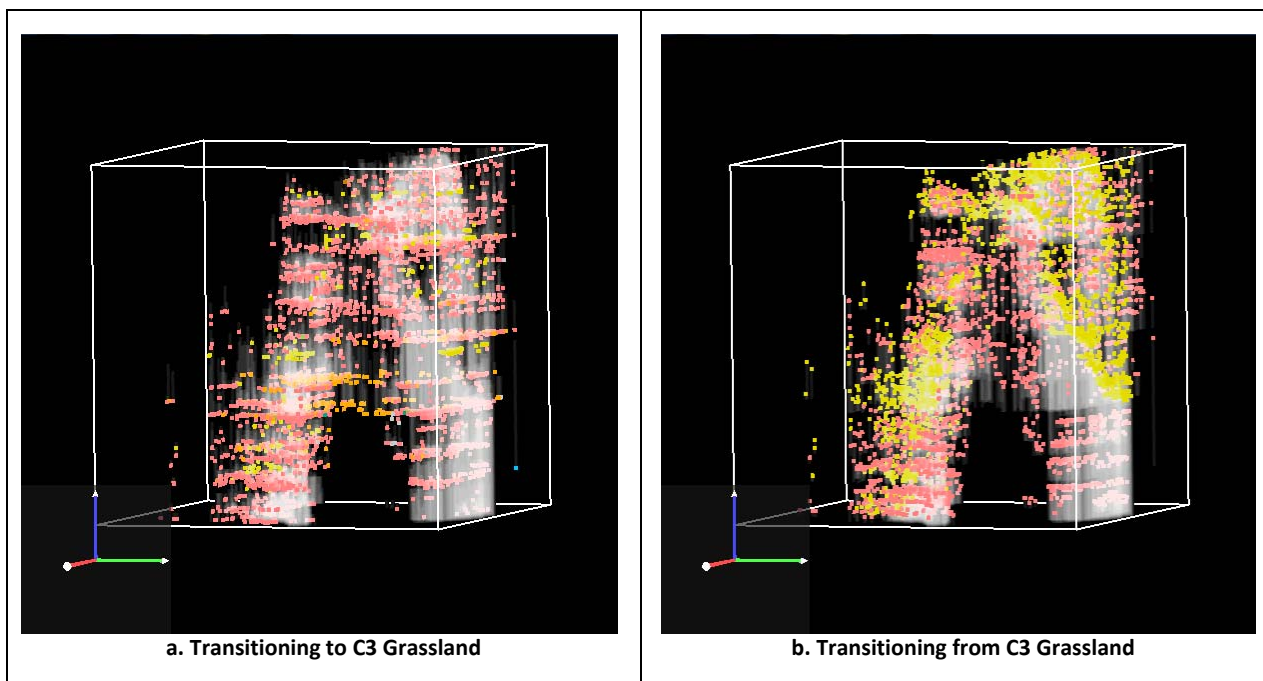 a. Transitioning to C3 Grassland
b. Transitioning from C3 Grassland